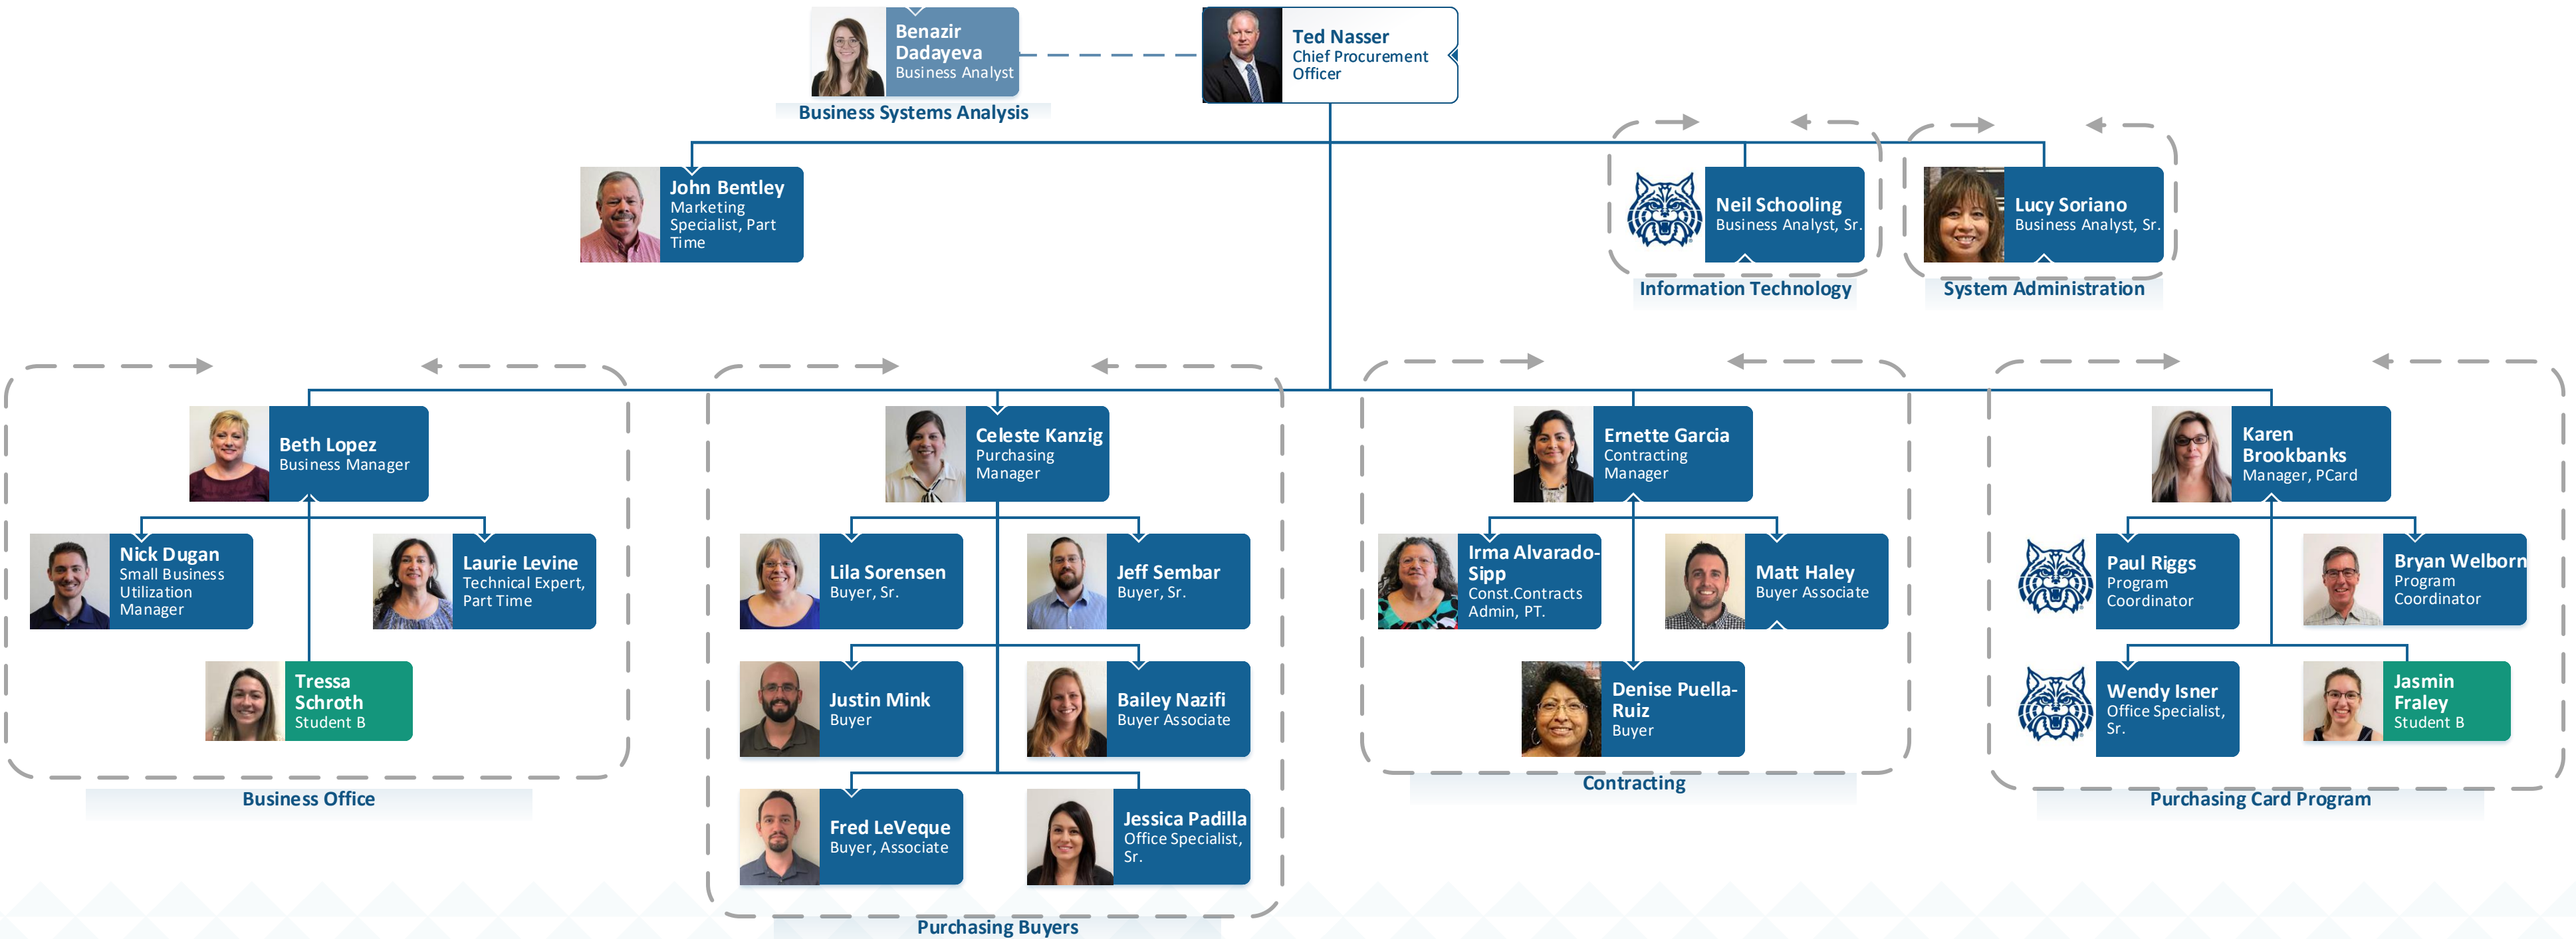 Benazir
Dadayeva
Business Analyst
Business Systems Analysis
Ted Nasser
Chief Procurement
Officer
John Bentley
Marketing
Specialist, Part
Time
Neil Schooling
Business Analyst, Sr.
Information Technology
Lucy Soriano
Business Analyst, Sr.
System Administration
Beth Lopez
Business Manager
Nick Dugan
Small Business
Utilization
Manager
Laurie Levine
Technical Expert,
Part Time
Tressa
Schroth
Student B
Business Office
Celeste Kanzig
Purchasing
Manager
Lila Sorensen
Buyer, Sr.
Jeff Sembar
Buyer, Sr.
Justin Mink
Buyer
Bailey Nazifi
Buyer Associate
Fred LeVeque
Buyer, Associate
Jessica Padilla
Office Specialist,
Sr.
Purchasing Buyers
Ernette Garcia
Contracting
Manager
Irma Alvarado-
Sipp
Const.Contracts
Admin, PT.
Matt Haley
Buyer Associate
Denise Puella-
Ruiz
Buyer
Contracting
Karen
Brookbanks
Manager, PCard
Paul Riggs
Program
Coordinator
Bryan Welborn
Program
Coordinator
Wendy Isner
Office Specialist,
Sr.
Jasmin
Fraley
Student B
Purchasing Card Program